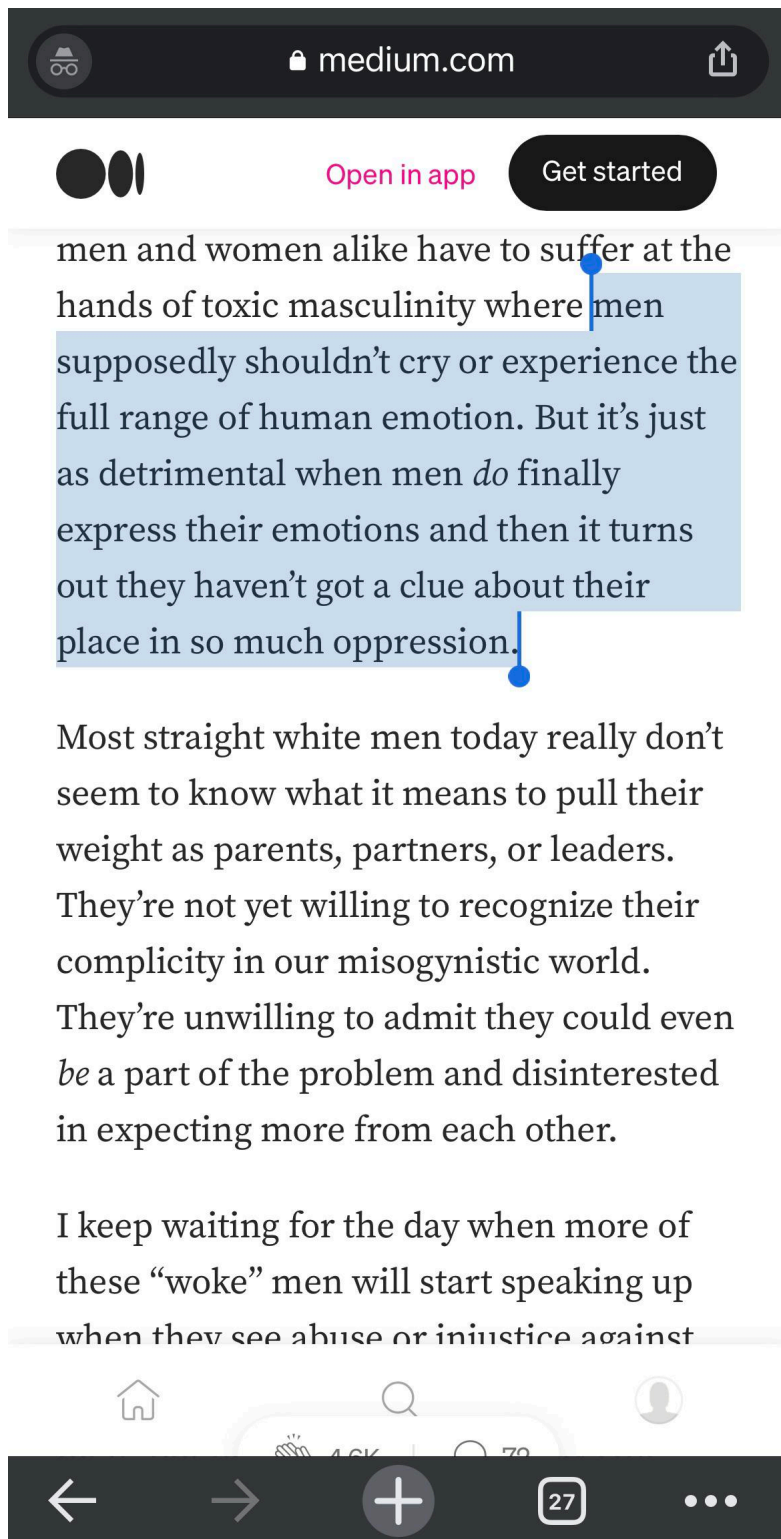 medium.com
Open in app
Get started
men and women alike have to suffer at the
hands of toxic masculinity where men
supposedly shouldn’t cry or experience the
full range of human emotion. But it’s just
as detrimental when men do finally
express their emotions and then it turns
out they haven’t got a clue about their
place in so much oppression.
Most straight white men today really don’t
seem to know what it means to pull their
weight as parents, partners, or leaders.
They’re not yet willing to recognize their
complicity in our misogynistic world.
They’re unwilling to admit they could even
be a part of the problem and disinterested
in expecting more from each other.
I keep waiting for the day when more of
these “woke” men will start speaking up
when they see abuse or injustice against
27